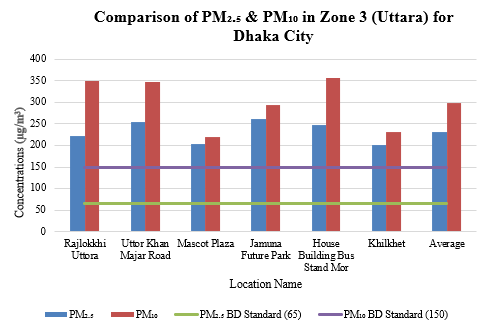 Comparison of PM₂.₅ & PM₁₀ in Zone 3 (Uttara) for
Dhaka City
Concentrations (µg/m³)
400
350
300
250
200
150
100
50
0
Rajlokkhi
Uttora
Uttor Khan
Majar Road
Mascot Plaza
Jamuna
Future Park
House
Building Bus
Stand Mor
Khilkhet
Average
Location Name
PM₂.₅ PM₁₀ PM₂.₅ BD Standard (65) PM₁₀ BD Standard (150)